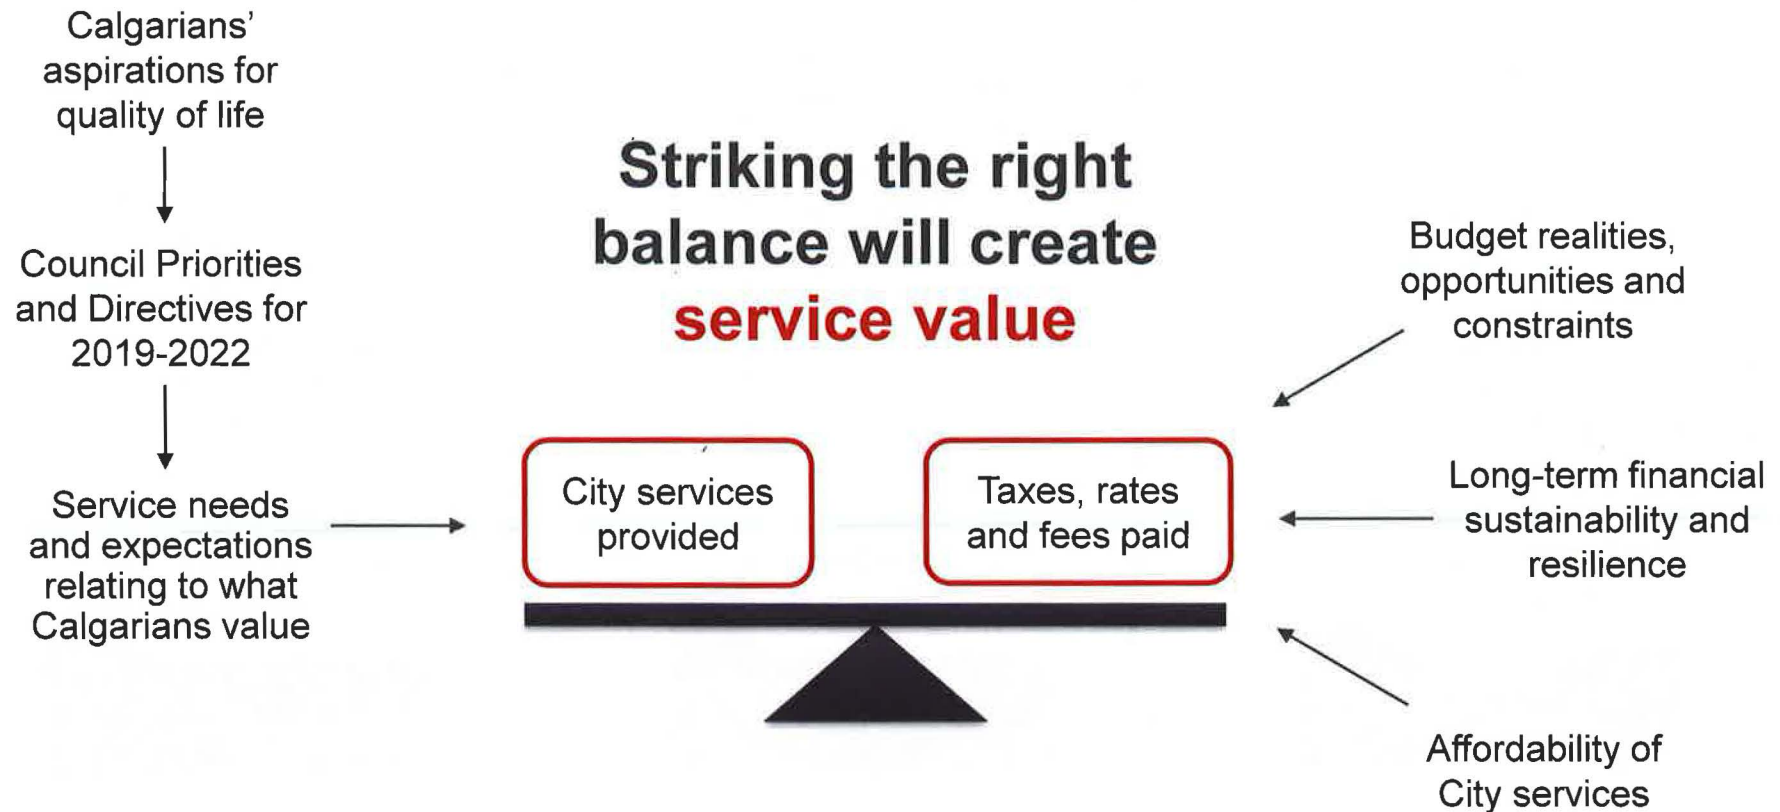 Calgarians'
aspirations for
quality of life
Council Priorities
and Directives for
2019-2022
Service needs
and expectations
relating to what
Calgarians value
Striking the right
balance will create
service value
City services
provided
Taxes, rates
and fees paid
Budget realities,
opportunities and
constraints
Long-term financial
sustainability and
resilience
Affordability of
City services